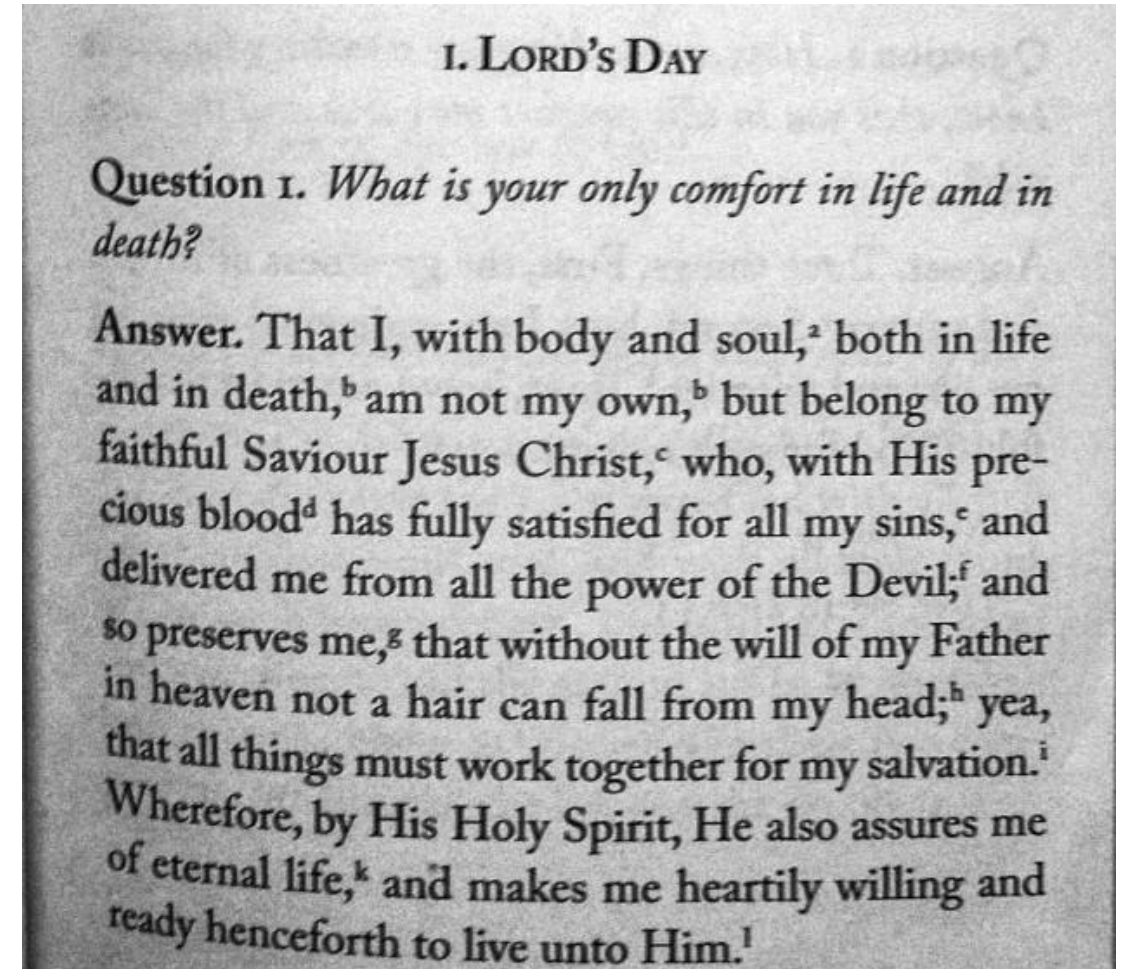 1. Lord's Day
Question 1. What is your only comfort in life and in
death?
Answer. That I, with body and soul,ᵃ both in life
and in death,ᵇ am not my own,ᵇ but belong to my
faithful Saviour Jesus Christ,ᶜ who, with His pre-
cious bloodᵈ has fully satisfied for all my sins,ᵉ and
delivered me from all the power of the Devil;ᶠ and
so preserves me,ᵍ that without the will of my Father
in heaven not a hair can fall from my head;ʰ yea,
that all things must work together for my salvation.ⁱ
Wherefore, by His Holy Spirit, He also assures me
of eternal life,ᵏ and makes me heartily willing and
ready henceforth to live unto Him.ˡ